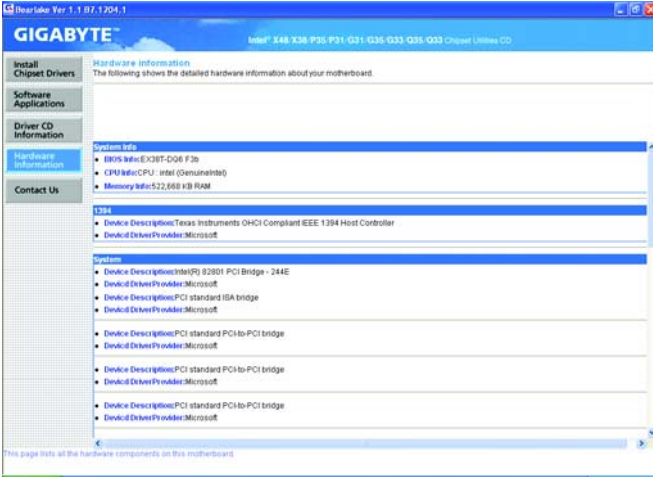 Bearlake Ver 1.1 B7.1704.1
GIGABYTE™
Intel® X48/X38/P35/P31/G31/G35/G33/Q35/Q33 Chipset Utilities CD
Install
Chipset Drivers
Software
Applications
Driver CD
Information
Hardware
Information
Contact Us
Hardware information
The following shows the detailed hardware information about your motherboard.
System Info
• BIOS Info:EX38T-DQ6 F3b
• CPU Info:CPU : Intel (GenuineIntel)
• Memory Info:522,668 KB RAM
1394
• Device Description:Texas Instruments OHCI Compliant IEEE 1394 Host Controller
• Devicd DriverProvider:Microsoft
System
• Device Description:Intel(R) 82801 PCI Bridge - 244E
• Devicd DriverProvider:Microsoft
• Device Description:PCI standard ISA bridge
• Devicd DriverProvider:Microsoft
• Device Description:PCI standard PCI-to-PCI bridge
• Devicd DriverProvider:Microsoft
• Device Description:PCI standard PCI-to-PCI bridge
• Devicd DriverProvider:Microsoft
• Device Description:PCI standard PCI-to-PCI bridge
• Devicd DriverProvider:Microsoft
This page lists all the hardware components on this motherboard.